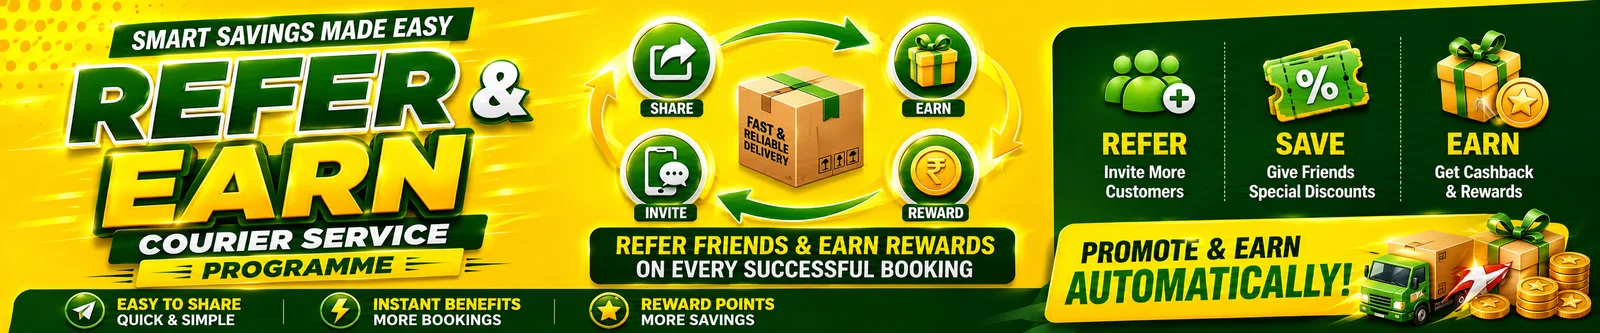 SMART SAVINGS MADE EASY
REFER &
EARN
COURIER SERVICE
PROGRAMME
EASY TO SHARE
QUICK & SIMPLE
INSTANT BENEFITS
MORE BOOKINGS
REWARD POINTS
MORE SAVINGS
SHARE
EARN
FAST &
RELIABLE
DELIVERY
INVITE
₹
REWARD
REFER FRIENDS & EARN REWARDS
ON EVERY SUCCESSFUL BOOKING
REFER
Invite More
Customers
%
SAVE
Give Friends
Special Discounts
EARN
Get Cashback
& Rewards
PROMOTE & EARN
AUTOMATICALLY!